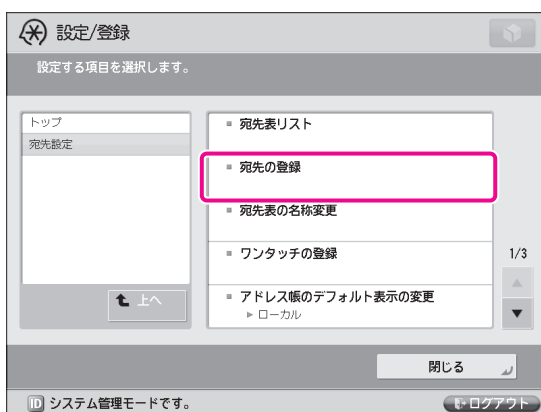 設定/登録
設定する項目を選択します。
トップ
宛先設定
宛先表リスト
宛先の登録
宛先表の名称変更
ワンタッチの登録
アドレス帳のデフォルト表示の変更
ローカル
1/3
上へ
閉じる
ID システム管理モードです。
ログアウト